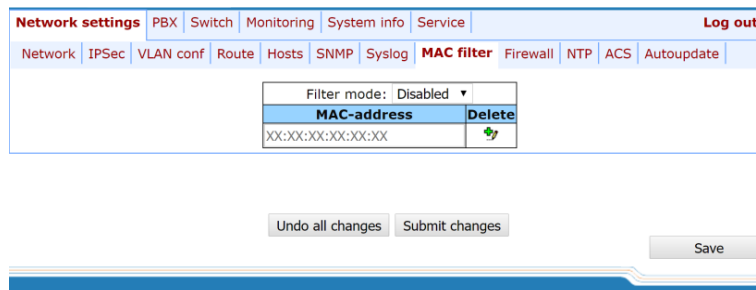 Network settings PBX Switch Monitoring System info Service Log out
Network IPSec VLAN conf Route Hosts SNMP Syslog MAC filter Firewall NTP ACS Autoupdate
Filter mode: Disabled
MAC-address Delete
XX:XX:XX:XX:XX:XX
Undo all changes Submit changes
Save